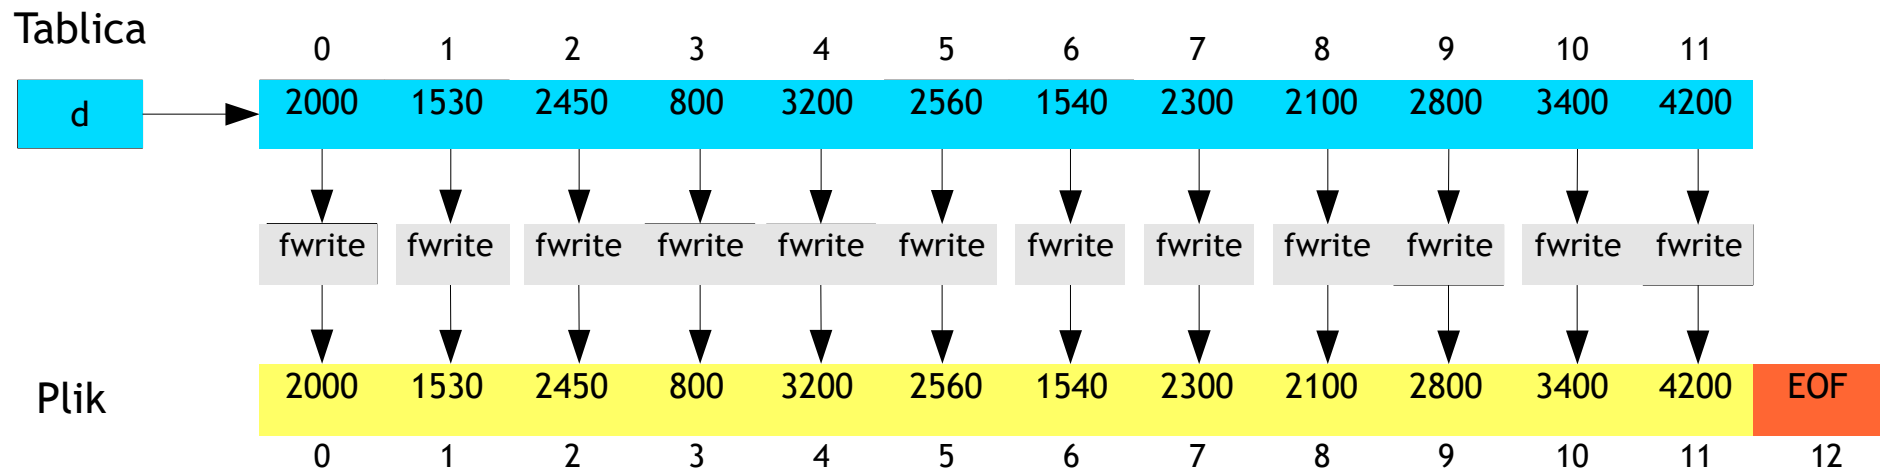 Tablica
0 1 2 3 4 5 6 7 8 9 10 11
d 2000 1530 2450 800 3200 2560 1540 2300 2100 2800 3400 4200
fwrite fwrite fwrite fwrite fwrite fwrite fwrite fwrite fwrite fwrite fwrite fwrite
Plik 2000 1530 2450 800 3200 2560 1540 2300 2100 2800 3400 4200 EOF
0 1 2 3 4 5 6 7 8 9 10 11 12